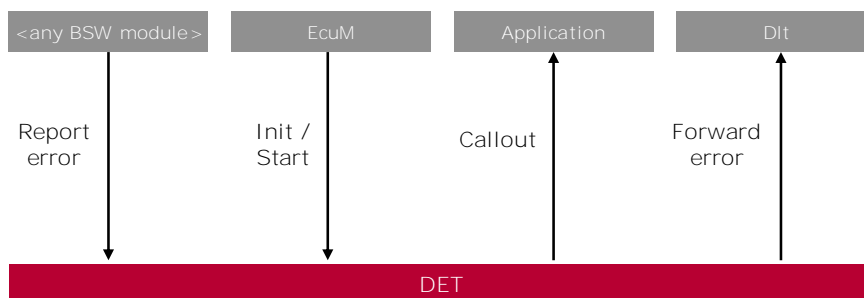 <any BSW module>
EcuM
Application
Dlt
Report
error
Init /
Start
Callout
Forward
error
DET